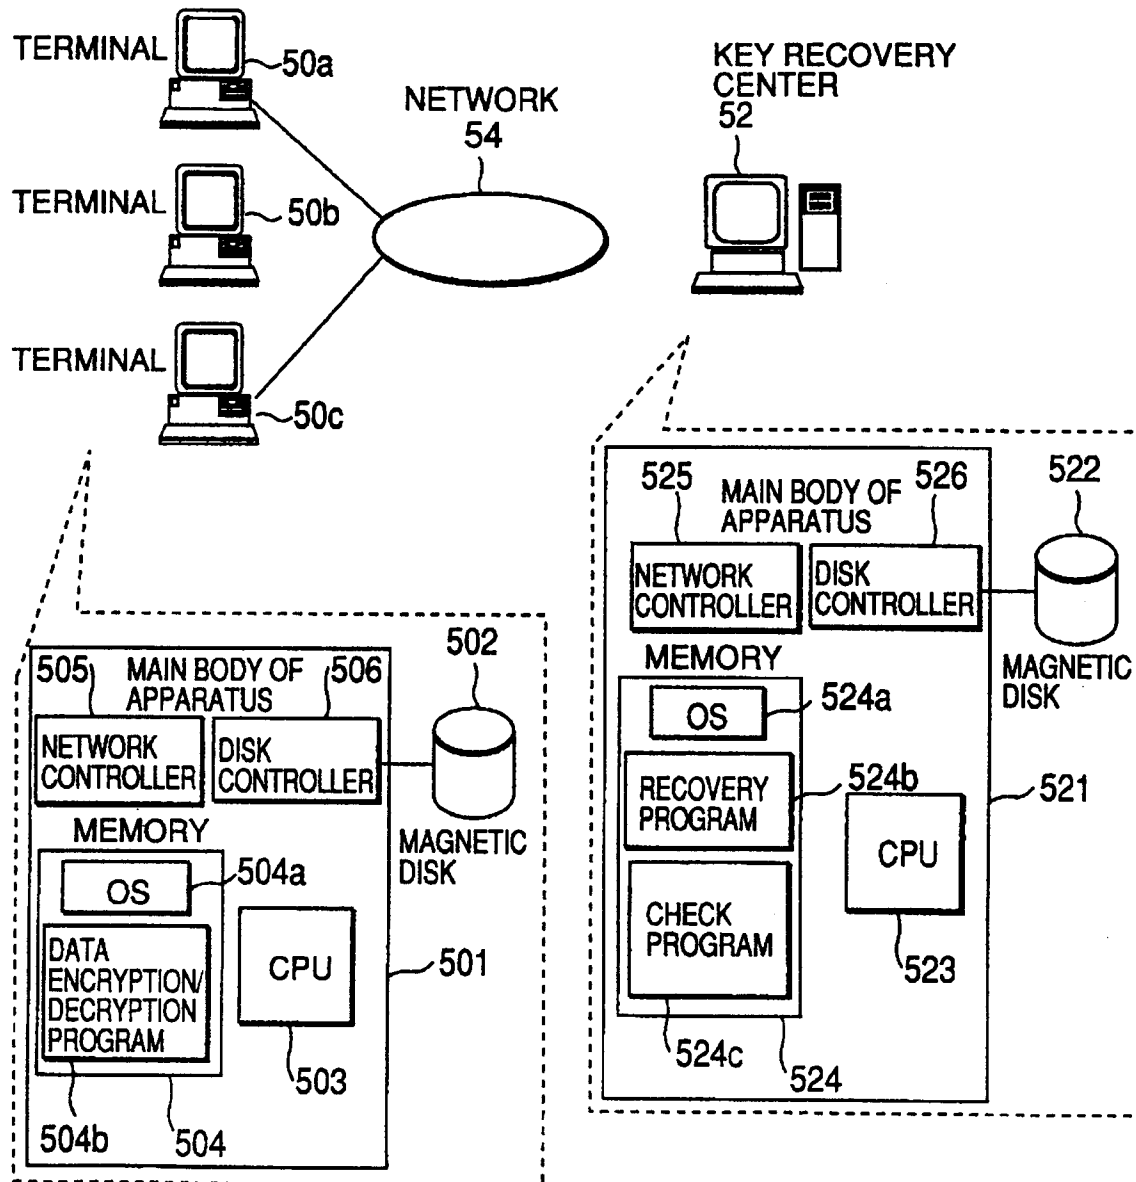 TERMINAL
50a
KEY RECOVERY
CENTER
52
NETWORK
54
TERMINAL
50b
TERMINAL
50c
525
MAIN BODY OF
APPARATUS
526
522
NETWORK
CONTROLLER
DISK
CONTROLLER
MAGNETIC
DISK
MEMORY
OS
524a
RECOVERY
PROGRAM
524b
CHECK
PROGRAM
CPU
523
521
524c
524
505
MAIN BODY OF
APPARATUS
506
502
NETWORK
CONTROLLER
DISK
CONTROLLER
MAGNETIC
DISK
MEMORY
OS
504a
DATA
ENCRYPTION/
DECRYPTION
PROGRAM
CPU
501
503
504b
504